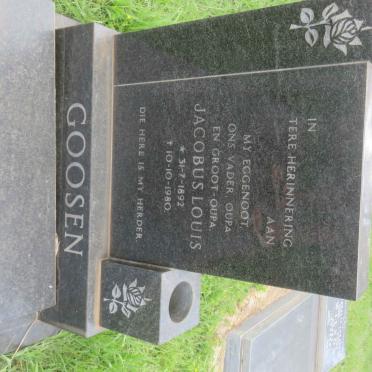 IN
TERE HERINNERING
AAN
MY EGGENOOT,
ONS VADER, OUPA
EN GROOT-OUPA
JACOBUS LOUIS
* 31-7-1892
† 10-10-1980.
DIE HERE IS MY HERDER
GOOSEN